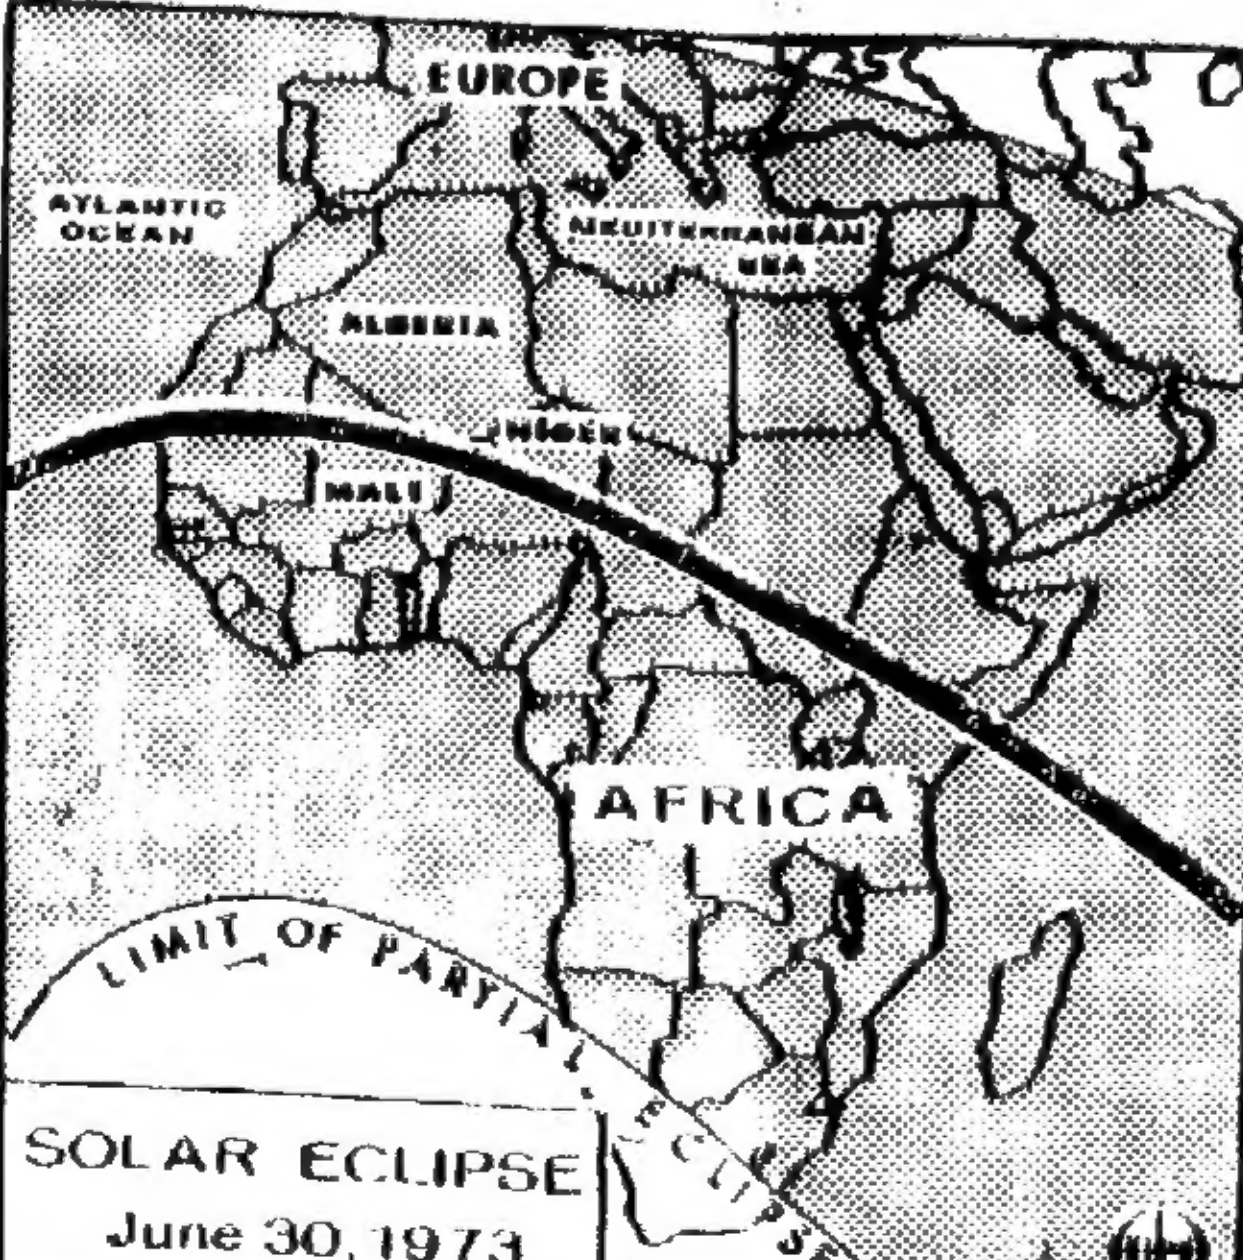 EUROPE
ATLANTIC
OCEAN
MEDITERRANEAN
SEA
ALGERIA
NIGER
MALI
AFRICA
LIMIT OF PARTIAL ECLIPSE
SOLAR ECLIPSE
June 30, 1973